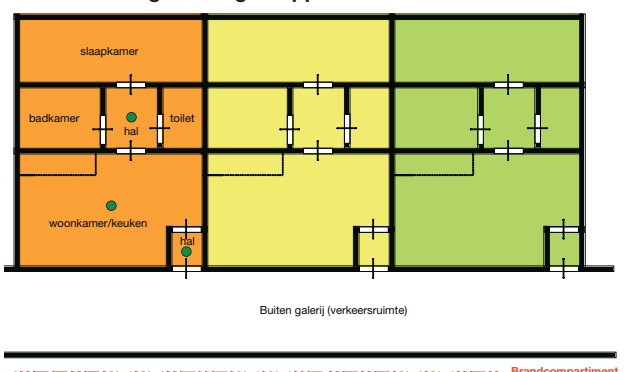 slaapkamer
badkamer
hal
toilet
woonkamer/keuken
hal
Buiten galerij (verkeersruimte)
Brandcompartiment